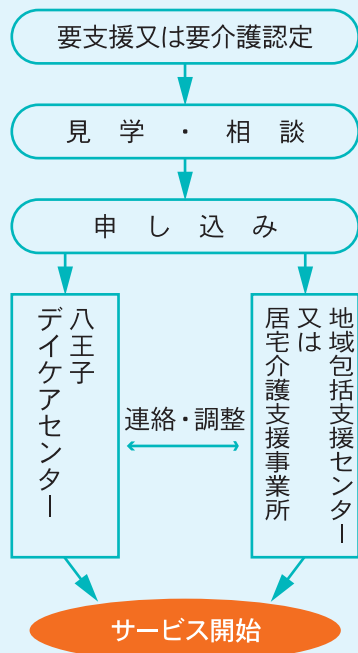 要支援又は要介護認定
見学・相談
申し込み
八王子
デイケアセンター
連絡・調整
地域包括支援センター
又は
居宅介護支援事業所
サービス開始